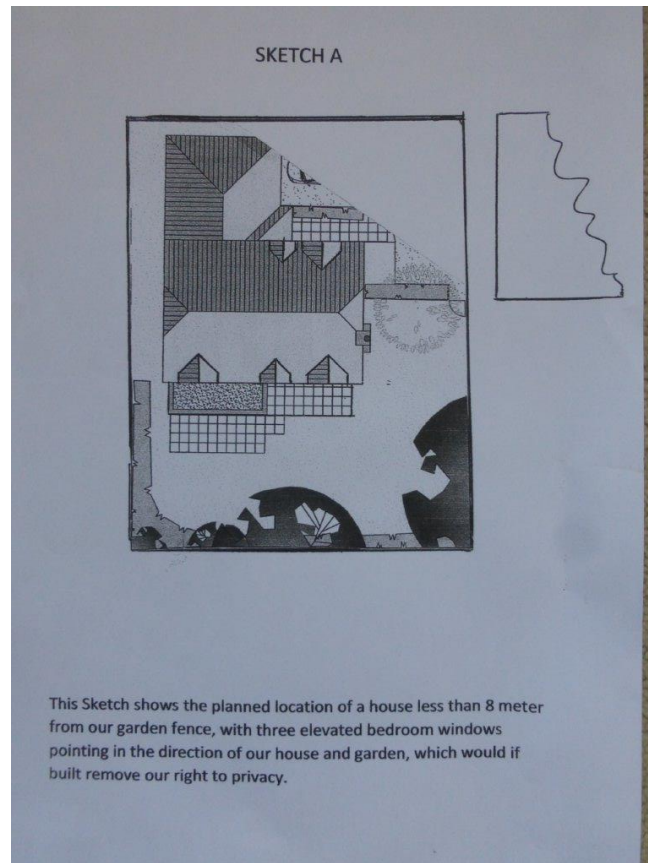 SKETCH A
This Sketch shows the planned location of a house less than 8 meter
from our garden fence, with three elevated bedroom windows
pointing in the direction of our house and garden, which would if
built remove our right to privacy.